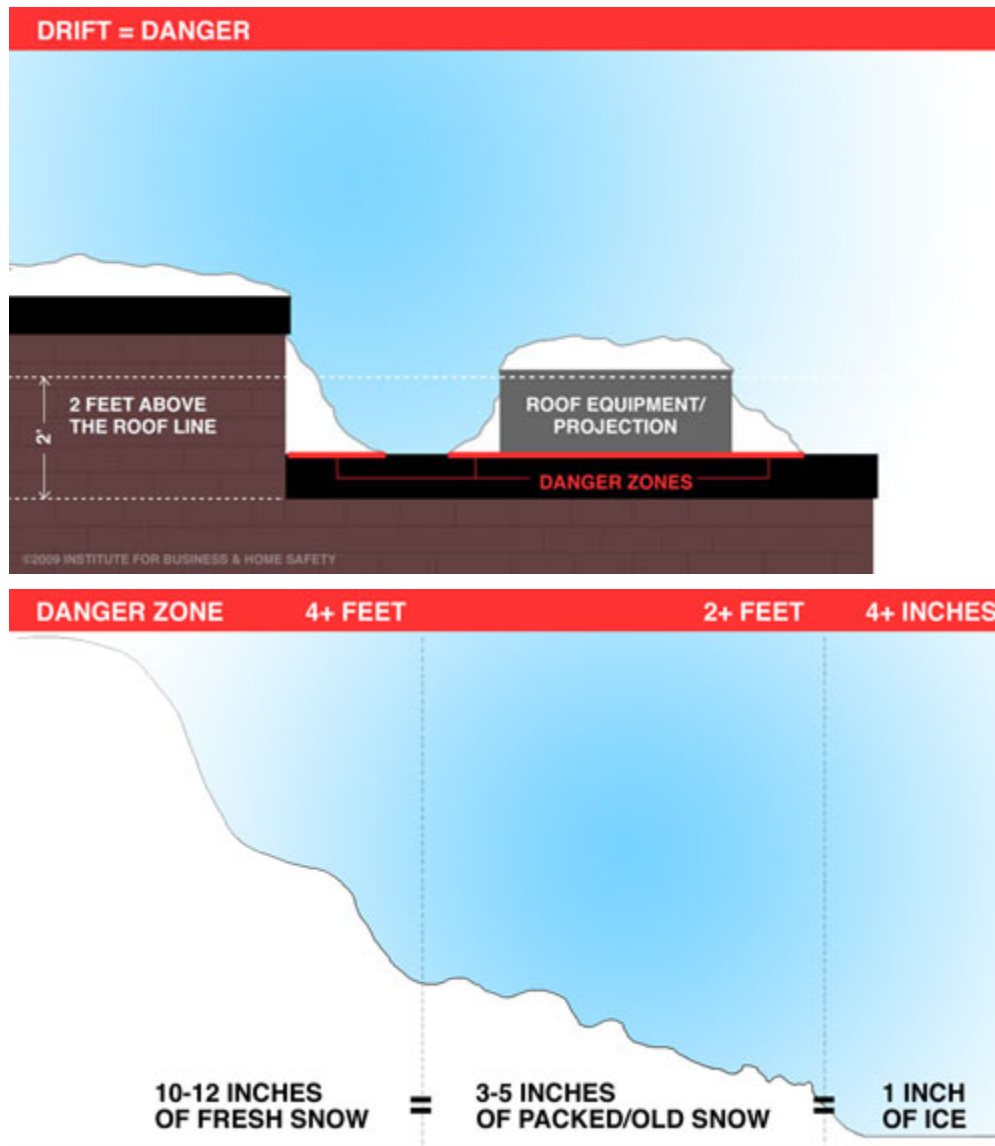 DRIFT = DANGER
2'
2 FEET ABOVE
THE ROOF LINE
ROOF EQUIPMENT/
PROJECTION
DANGER ZONES
©2009 INSTITUTE FOR BUSINESS & HOME SAFETY
DANGER ZONE 4+ FEET 2+ FEET 4+ INCHES
10-12 INCHES
OF FRESH SNOW
=
3-5 INCHES
OF PACKED/OLD SNOW
=
1 INCH
OF ICE